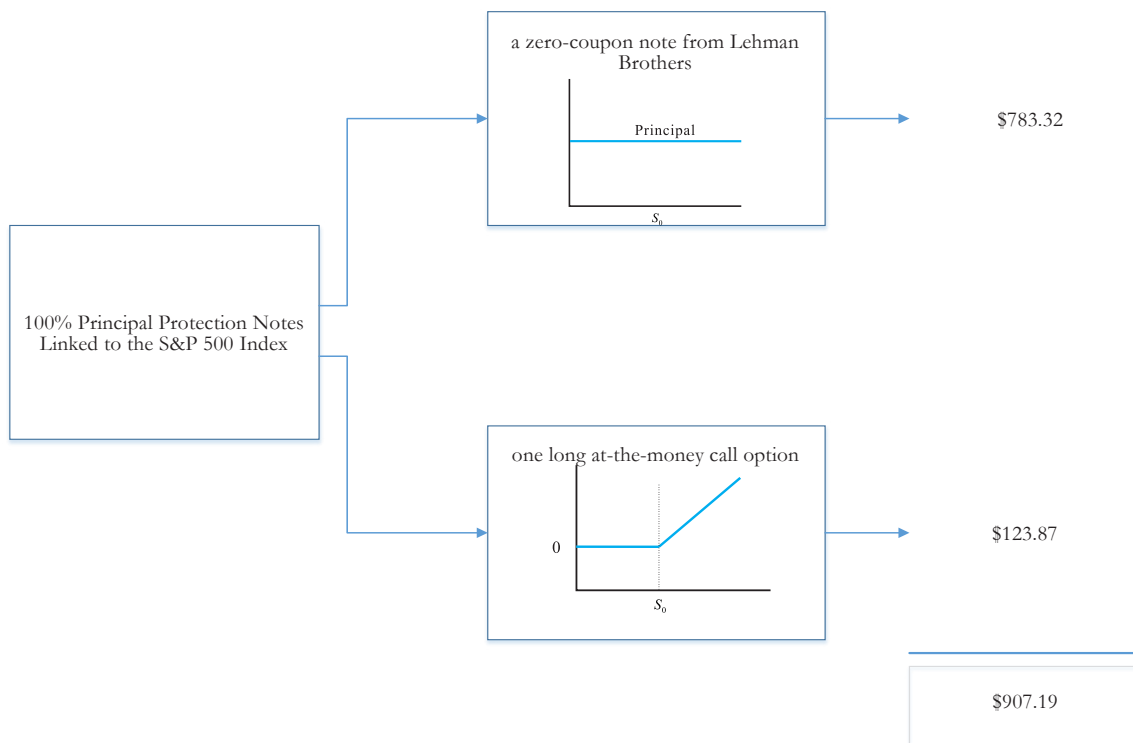 a zero-coupon note from Lehman
Brothers
Principal
S₀
$783.32
100% Principal Protection Notes
Linked to the S&P 500 Index
one long at-the-money call option
0
S₀
$123.87
$907.19